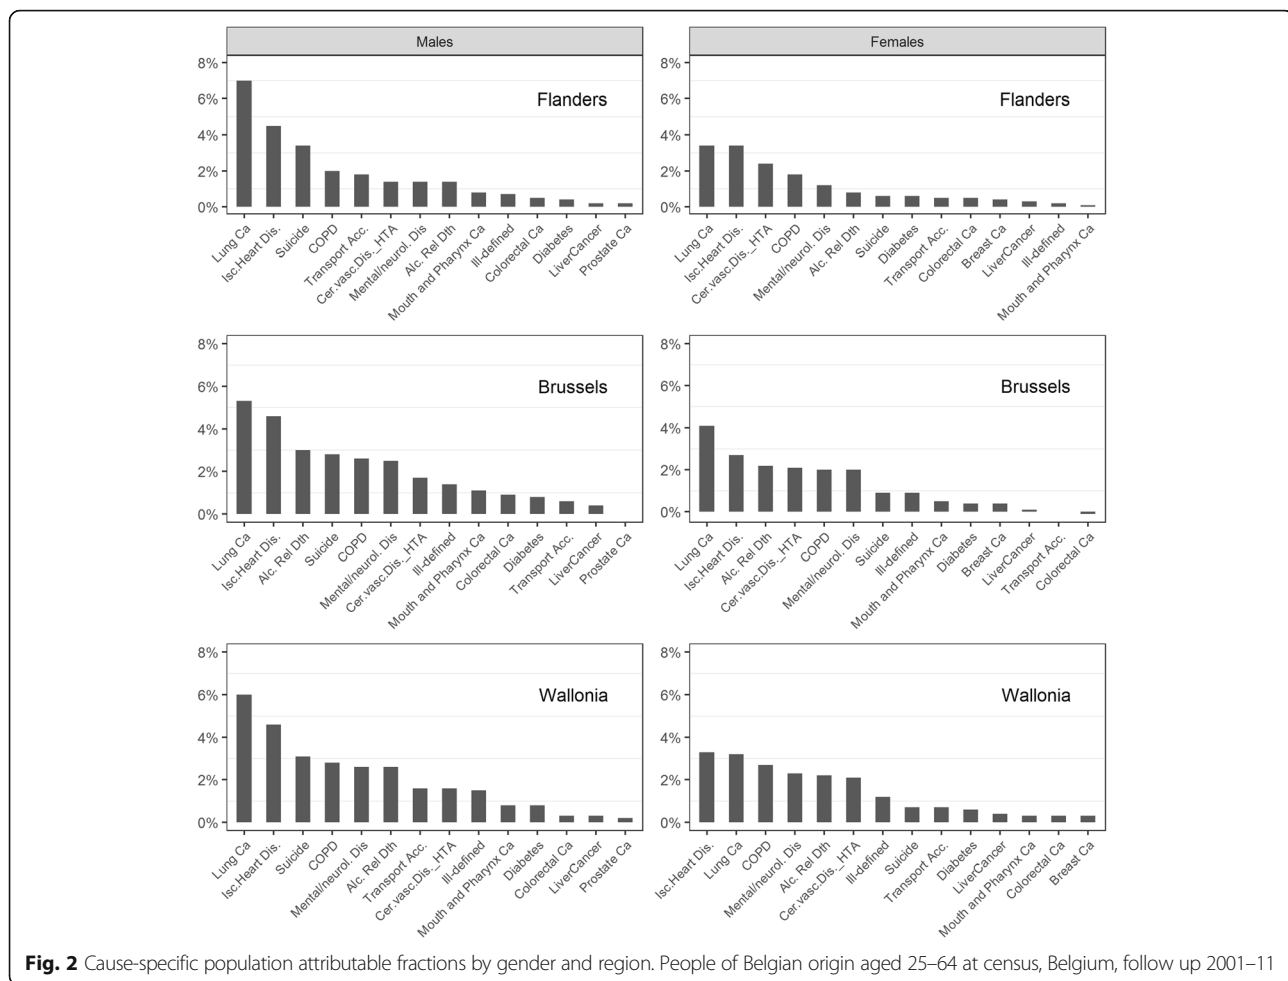 Males
Females
8%
6%
4%
2%
0%
Flanders
Lung Ca
Isc.Heart Dis.
Suicide
COPD
Transport Acc.
Cer.vasc.Dis._HTA
Mental/neurol. Dis
Alc. Rel Dth
Mouth and Pharynx Ca
Ill-defined
Colorectal Ca
Diabetes
LiverCancer
Prostate Ca
8%
6%
4%
2%
0%
Flanders
Lung Ca
Isc.Heart Dis.
Cer.vasc.Dis._HTA
COPD
Mental/neurol. Dis
Alc. Rel Dth
Suicide
Diabetes
Transport Acc.
Colorectal Ca
Breast Ca
LiverCancer
Ill-defined
Mouth and Pharynx Ca
8%
6%
4%
2%
0%
Brussels
Lung Ca
Isc.Heart Dis.
Alc. Rel Dth
Suicide
COPD
Mental/neurol. Dis
Cer.vasc.Dis._HTA
Ill-defined
Mouth and Pharynx Ca
Colorectal Ca
Diabetes
Transport Acc.
LiverCancer
Prostate Ca
8%
6%
4%
2%
0%
Brussels
Lung Ca
Isc.Heart Dis.
Alc. Rel Dth
Cer.vasc.Dis._HTA
COPD
Mental/neurol. Dis
Suicide
Ill-defined
Mouth and Pharynx Ca
Diabetes
Breast Ca
LiverCancer
Transport Acc.
Colorectal Ca
8%
6%
4%
2%
0%
Wallonia
Lung Ca
Isc.Heart Dis.
Suicide
COPD
Mental/neurol. Dis
Alc. Rel Dth
Transport Acc.
Cer.vasc.Dis._HTA
Ill-defined
Mouth and Pharynx Ca
Diabetes
Colorectal Ca
LiverCancer
Prostate Ca
8%
6%
4%
2%
0%
Wallonia
Isc.Heart Dis.
Lung Ca
COPD
Mental/neurol. Dis
Alc. Rel Dth
Cer.vasc.Dis._HTA
Ill-defined
Suicide
Transport Acc.
Diabetes
LiverCancer
Mouth and Pharynx Ca
Colorectal Ca
Breast Ca
Fig. 2 Cause-specific population attributable fractions by gender and region. People of Belgian origin aged 25–64 at census, Belgium, follow up 2001–11